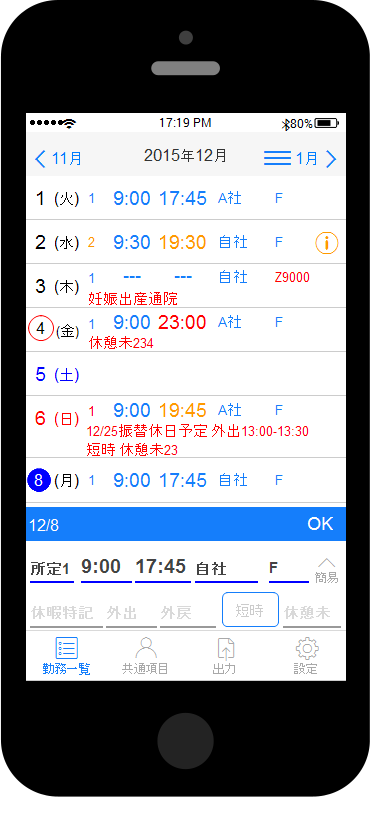 17:19 PM 80%
11月 2015年12月 1月
1 (火) 1 9:00 17:45 A社 F
2 (水) 2 9:30 19:30 自社 F
3 (木) 1 --- --- 自社 Z9000
妊娠出産通院
4 (金) 1 9:00 23:00 A社 F
休憩未234
5 (土)
6 (日) 1 9:00 19:45 A社 F
12/25振替休日予定 外出13:00-13:30
短時 休憩未23
8 (月) 1 9:00 17:45 自社 F
12/8 OK
所定1 9:00 17:45 自社 F 簡易
休暇特記 外出 外戻 短時 休憩未
勤務一覧 共通項目 出力 設定